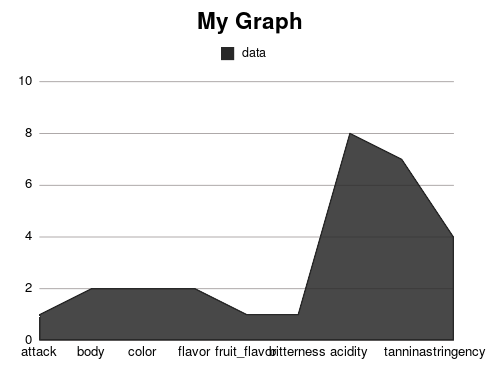 My Graph
data
10
8
6
4
2
0
attack body color flavor fruit_flavor bitterness acidity tannin astringency